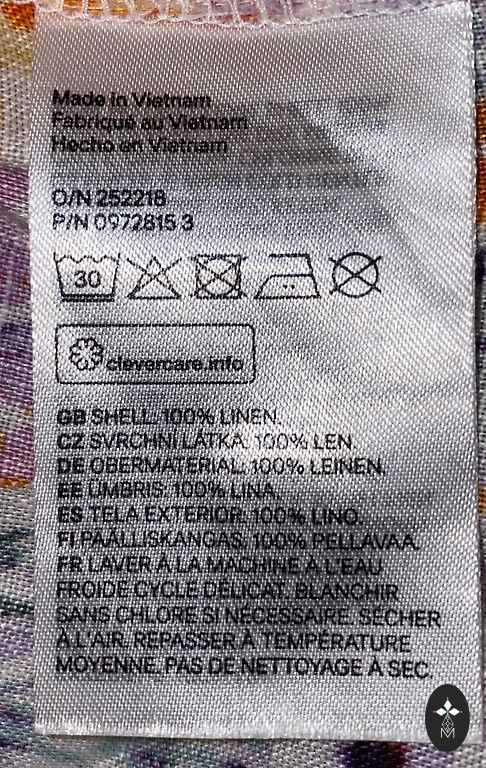 Made in Vietnam
Fabriqué au Vietnam
Hecho en Vietnam
O/N 252218
P/N 0972815 3
30
clevercare.info
GB SHELL: 100% LINEN.
CZ SVRCHNÍ LÁTKA: 100% LEN.
DE OBERMATERIAL: 100% LEINEN.
EE ÜMBRIS: 100% LINA.
ES TELA EXTERIOR: 100% LINO.
FI PÄÄLLISKANGAS: 100% PELLAVAA.
FR LAVER À LA MACHINE À L'EAU
FROIDE CYCLE DÉLICAT. BLANCHIR
SANS CHLORE SI NÉCESSAIRE. SÉCHER
À L'AIR. REPASSER À TEMPÉRATURE
MOYENNE. PAS DE NETTOYAGE À SEC.